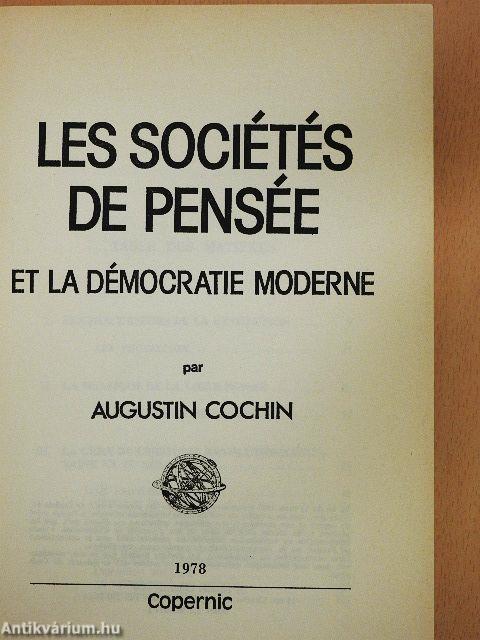 LES SOCIÉTÉS
DE PENSÉE
ET LA DÉMOCRATIE MODERNE
par
AUGUSTIN COCHIN
1978
Copernic
Antikvárium.hu